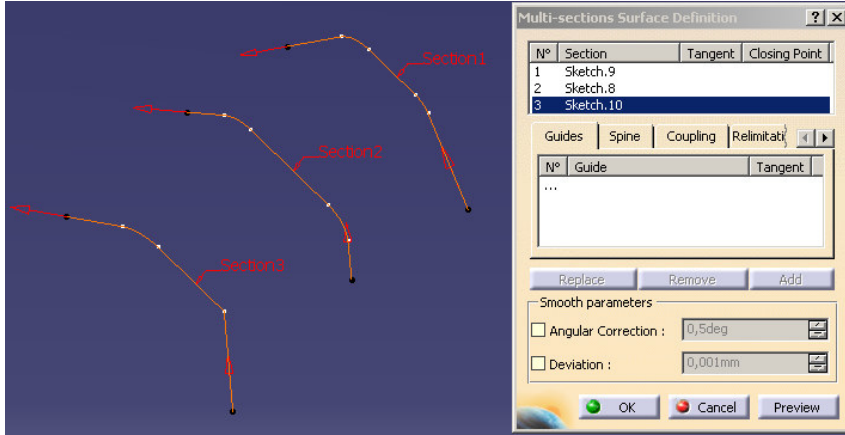 Section1
Section2
Section3
Multi-sections Surface Definition
N° Section Tangent Closing Point
1 Sketch.9
2 Sketch.8
3 Sketch.10
Guides Spine Coupling Relimitati
N° Guide Tangent
...
Replace Remove Add
Smooth parameters
Angular Correction : 0,5deg
Deviation : 0,001mm
OK Cancel Preview